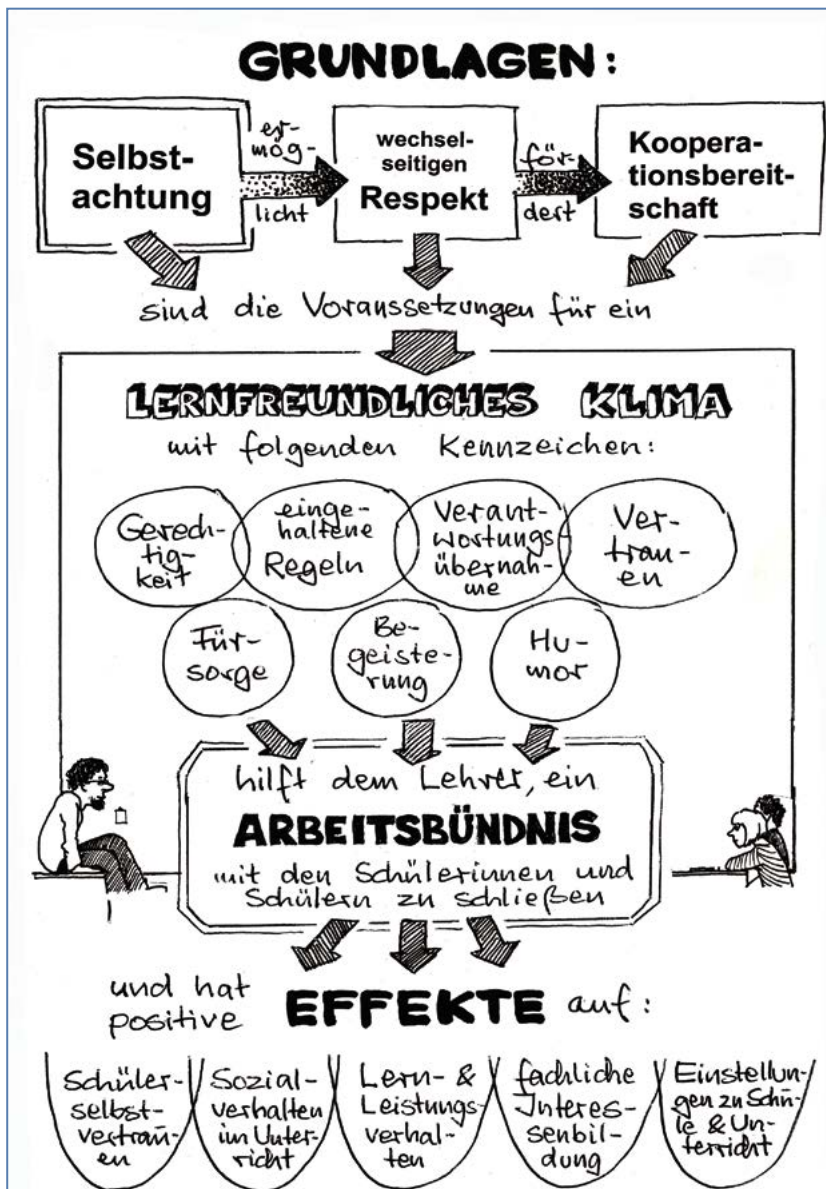 GRUNDLAGEN:
Selbst-
achtung
er-
mög-
licht
wechsel-
seitigen
Respekt
för-
dert
Koopera-
tionsbereit-
schaft
sind die Voraussetzungen für ein
LERNFREUNDLICHES KLIMA
mit folgenden Kennzeichen:
Gerech-
tig-
keit
einge-
haltene
Regeln
Verant-
wortungs-
übernah-
me
Ver-
trau-
en
Für-
sorge
Be-
geiste-
rung
Hu-
mor
hilft dem Lehrer, ein
ARBEITSBÜNDNIS
mit den Schülerinnen und
Schülern zu schließen
und hat
positive
EFFEKTE auf:
Schüler-
selbst-
vertrau-
en
Sozial-
verhalten
im Unter-
richt
Lern- &
Leistungs-
verhal-
ten
fachliche
Interes-
senbil-
dung
Einstellun-
gen zu Schu-
le & Un-
terricht